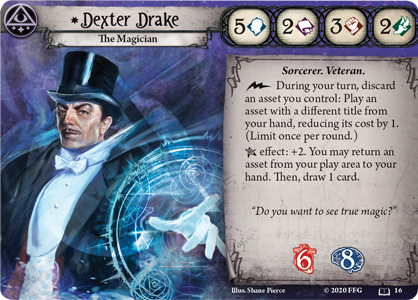 Dexter Drake
The Magician
5 2 3 2
Sorcerer. Veteran.
During your turn, discard
an asset you control: Play an
asset with a different title from
your hand, reducing its cost by 1.
(Limit once per round.)
effect: +2. You may return an
asset from your play area to your
hand. Then, draw 1 card.
"Do you want to see true magic?"
6 8
Illus. Shane Pierce © 2020 FFG 16